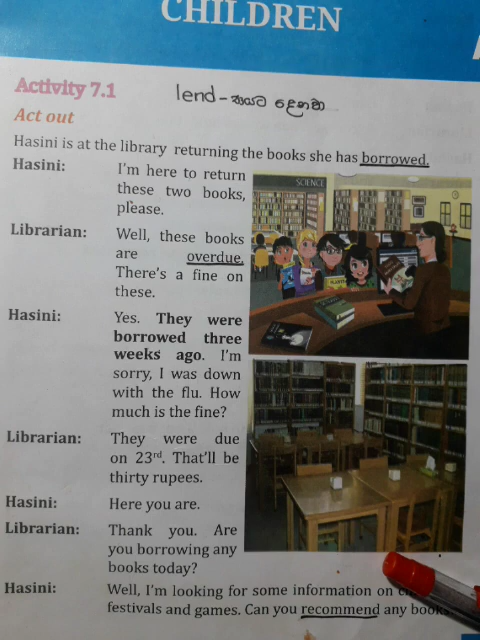 CHILDREN
Activity 7.1
lend - ණයට දෙනවා
Act out
Hasini is at the library returning the books she has borrowed.
Hasini: I'm here to return
these two books,
please.
SCIENCE
Librarian: Well, these books
are overdue.
There's a fine on
these.
Hasini: Yes. They were
borrowed three
weeks ago. I'm
sorry, I was down
with the flu. How
much is the fine?
Librarian: They were due
on 23rd. That'll be
thirty rupees.
Hasini: Here you are.
Librarian: Thank you. Are
you borrowing any
books today?
Hasini: Well, I'm looking for some information on
festivals and games. Can you recommend any books